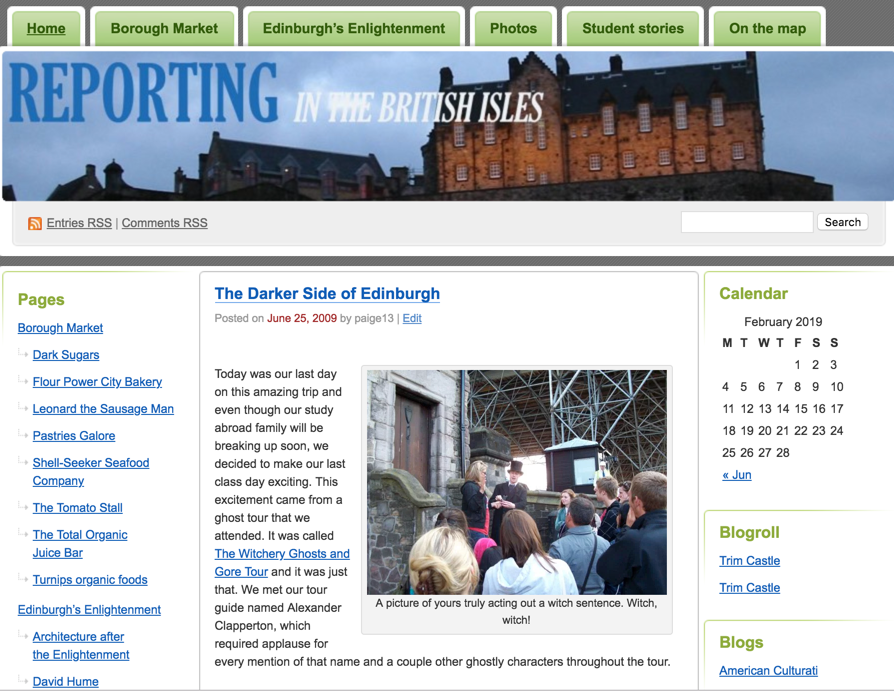 Home
Borough Market
Edinburgh's Enlightenment
Photos
Student stories
On the map
REPORTING IN THE BRITISH ISLES
Entries RSS | Comments RSS
Search
Pages
Borough Market
Dark Sugars
Flour Power City Bakery
Leonard the Sausage Man
Pastries Galore
Shell-Seeker Seafood
Company
The Tomato Stall
The Total Organic
Juice Bar
Turnips organic foods
Edinburgh's Enlightenment
Architecture after
the Enlightenment
David Hume
The Darker Side of Edinburgh
Posted on June 25, 2009 by paige13 | Edit
Today was our last day
on this amazing trip and
even though our study
abroad family will be
breaking up soon, we
decided to make our last
class day exciting. This
excitement came from a
ghost tour that we
attended. It was called
The Witchery Ghosts and
Gore Tour and it was just
that. We met our tour
guide named Alexander
Clapperton, which
required applause for
every mention of that name and a couple other ghostly characters throughout the tour.
A picture of yours truly acting out a witch sentence. Witch,
witch!
Calendar
February 2019
M T W T F S S
1 2 3
4 5 6 7 8 9 10
11 12 13 14 15 16 17
18 19 20 21 22 23 24
25 26 27 28
« Jun
Blogroll
Trim Castle
Trim Castle
Blogs
American Culturati